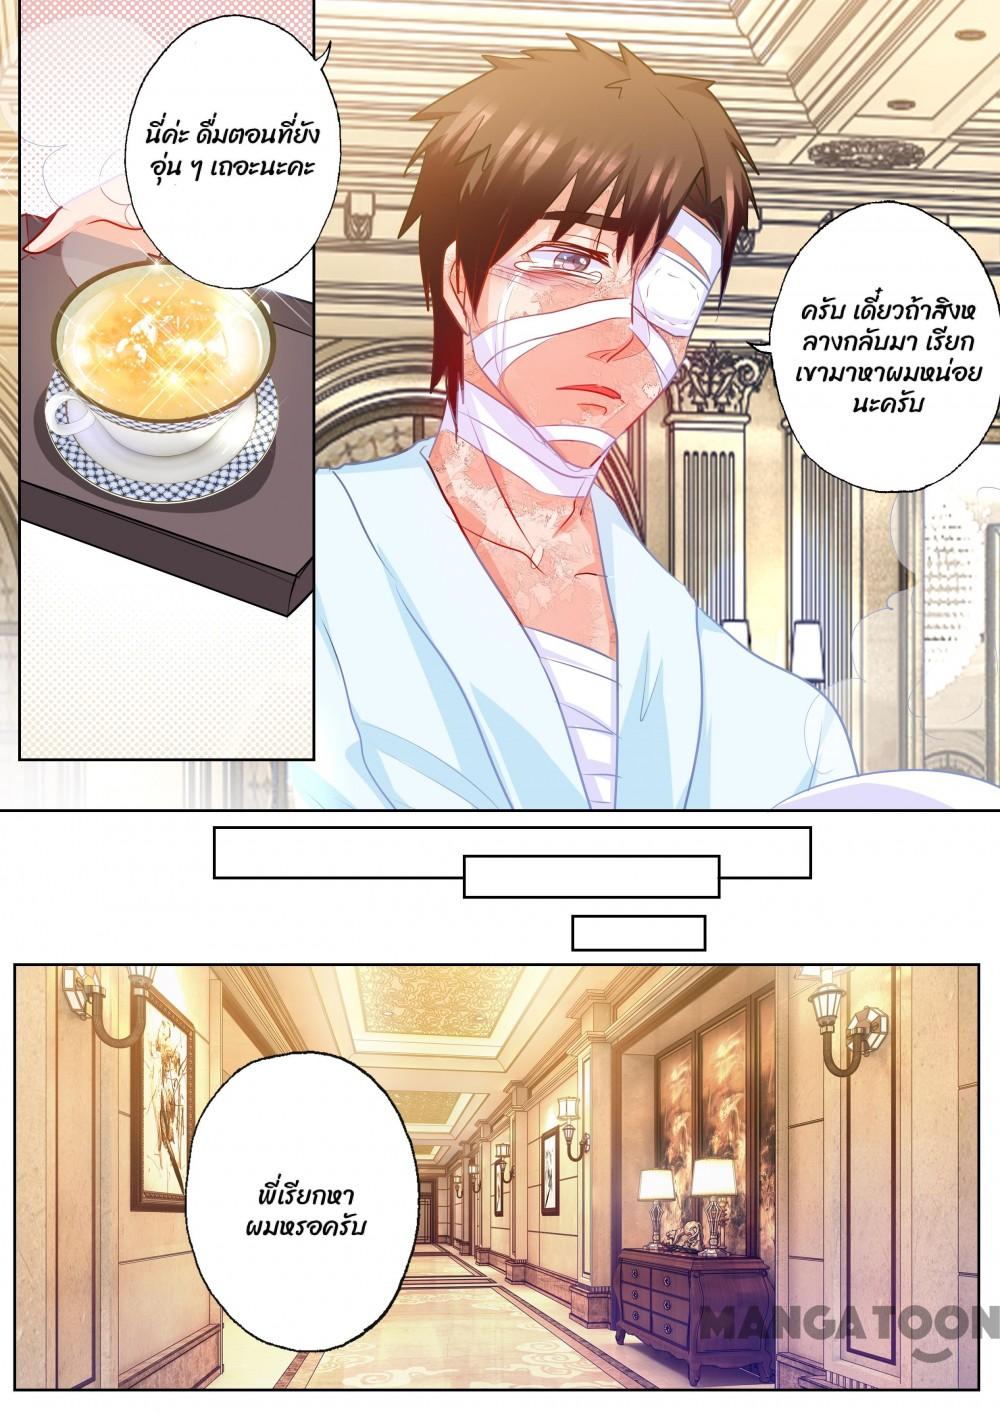 นี่ค่ะ ดื่มตอนที่ยัง
อุ่น ๆ เถอะนะคะ
ครับ เดี๋ยวถ้าสิงห
ลางกลับมา เรียก
เขามาหาผมหน่อย
นะครับ
พี่เรียกหา
ผมหรอครับ
MANGATOON